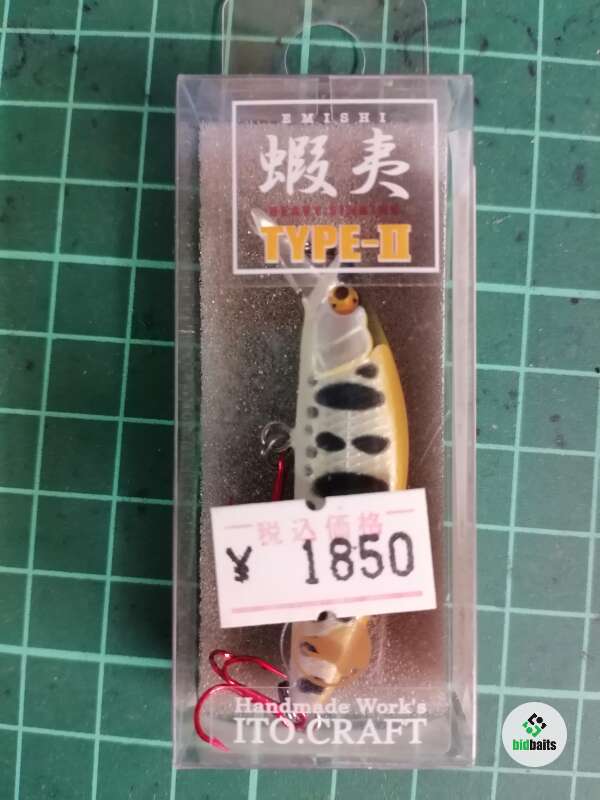 EMISHI
蝦夷
HEAVY SINKING
TYPE-II
税込価格
¥ 1850
Handmade Work's
ITO.CRAFT
bidbaits